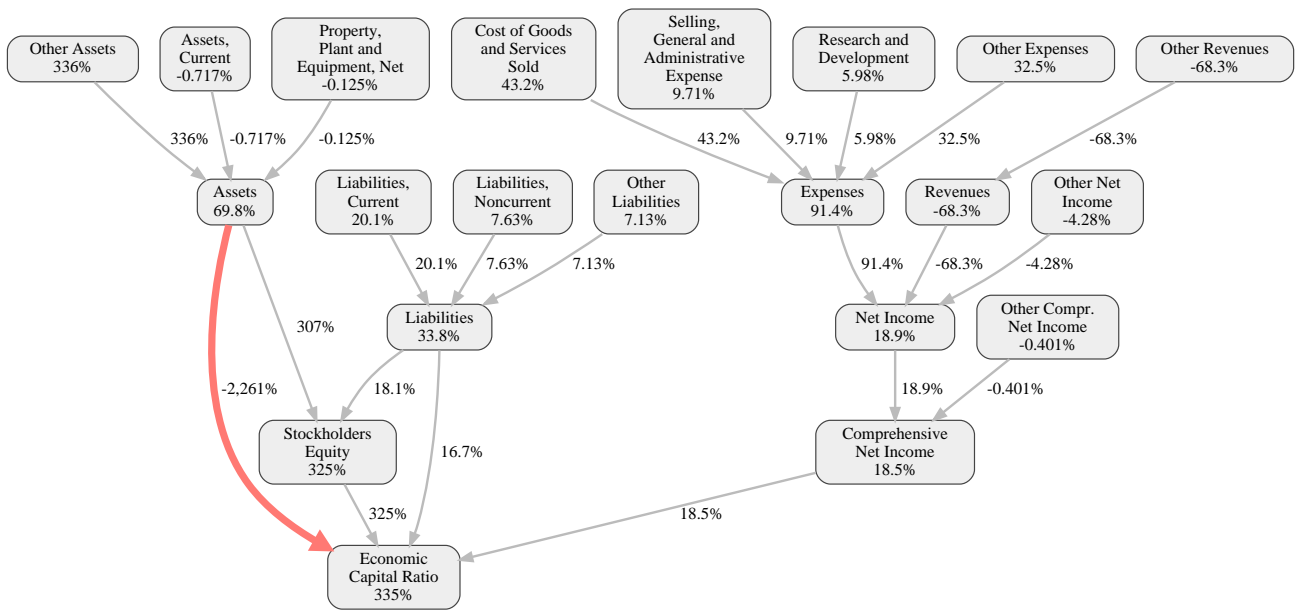 Other Assets
336%
Assets,
Current
-0.717%
Property,
Plant and
Equipment, Net
-0.125%
Cost of Goods
and Services
Sold
43.2%
Selling,
General and
Administrative
Expense
9.71%
Research and
Development
5.98%
Other Expenses
32.5%
Other Revenues
-68.3%
336%
-0.717%
-0.125%
43.2%
9.71%
5.98%
32.5%
-68.3%
Assets
69.8%
Liabilities,
Current
20.1%
Liabilities,
Noncurrent
7.63%
Other
Liabilities
7.13%
Expenses
91.4%
Revenues
-68.3%
Other Net
Income
-4.28%
20.1%
7.63%
7.13%
91.4%
-68.3%
-4.28%
307%
Liabilities
33.8%
Net Income
18.9%
Other Compr.
Net Income
-0.401%
-2,261%
18.1%
18.9%
-0.401%
Stockholders
Equity
325%
16.7%
Comprehensive
Net Income
18.5%
325%
18.5%
Economic
Capital Ratio
335%